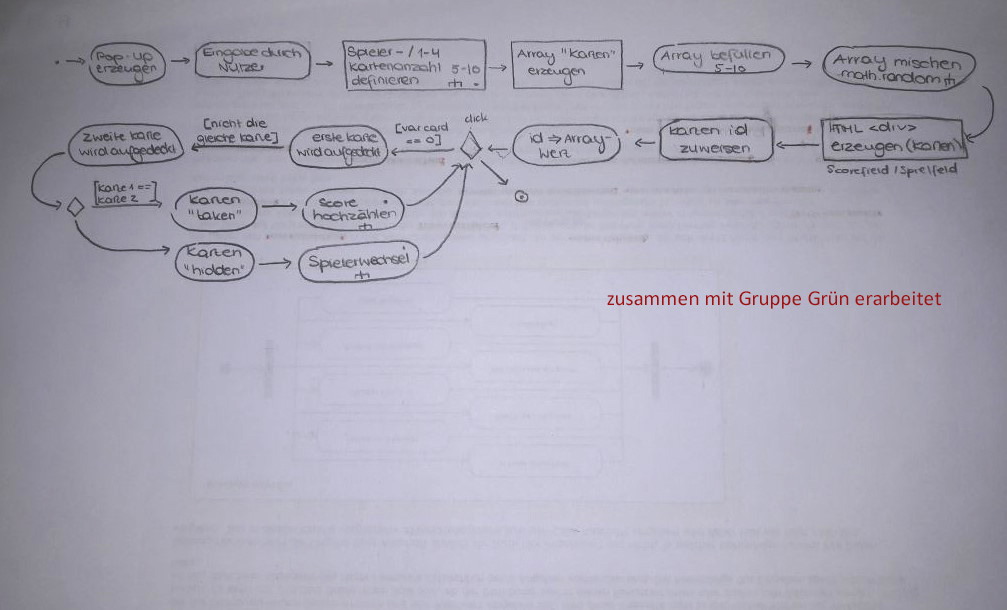 Pop-Up
erzeugen
Eingabe durch
Nutzer
Spieler- / 1-4
Kartenanzahl 5-10
definieren
Array "Karten"
erzeugen
Array befüllen
5-10
Array mischen
math.random
HTML <div>
erzeugen (Karten)
Scorefield / Spielfeld
Karten id
zuweisen
id => Array-
Wert
click
[var card
== 0]
erste Karte
wird aufgedeckt
[nicht die
gleiche Karte]
zweite Karte
wird aufgedeckt
[Karte 1 ==
Karte 2
Karten
"taken"
Score
hochzählen
Karten
"hidden"
Spielerwechsel
zusammen mit Gruppe Grün erarbeitet